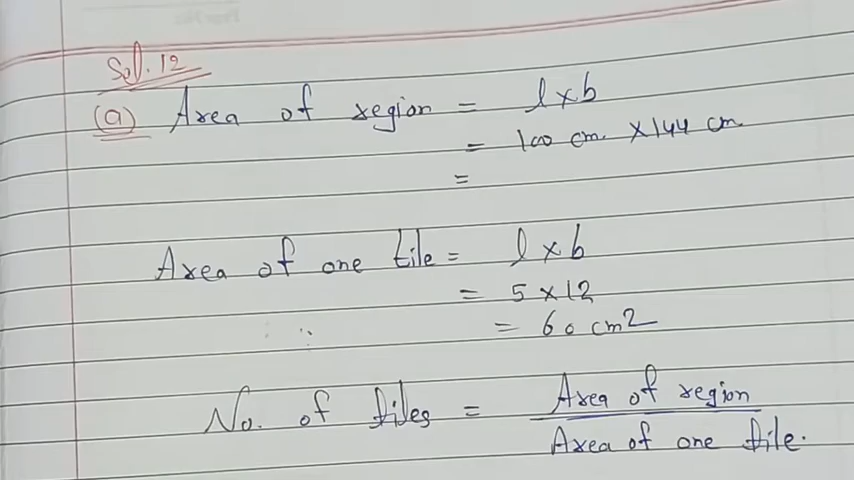 Sol. 12
(a) Area of region = l x b
= 100 cm. x 144 cm
=
Area of one tile = l x b
= 5 x 12
= 60 cm2
No. of tiles = Area of region
Area of one tile.